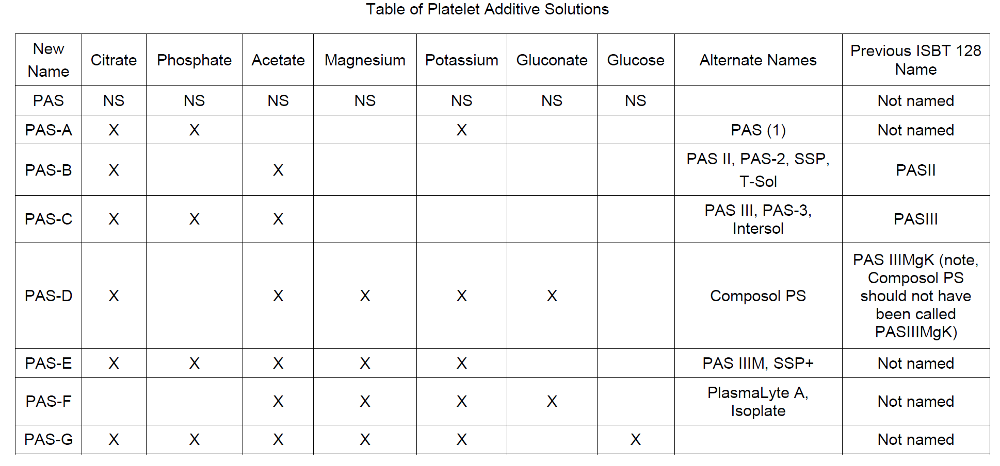 Table of Platelet Additive Solutions
New Name Citrate Phosphate Acetate Magnesium Potassium Gluconate Glucose Alternate Names Previous ISBT 128 Name
PAS NS NS NS NS NS NS NS Not named
PAS-A X X X PAS (1) Not named
PAS-B X X PAS II, PAS-2, SSP, T-Sol PASII
PAS-C X X X PAS III, PAS-3, Intersol PASIII
PAS-D X X X X X Composol PS PAS IIIMgK (note, Composol PS should not have been called PASIIIMgK)
PAS-E X X X X X PAS IIIM, SSP+ Not named
PAS-F X X X X PlasmaLyte A, Isoplate Not named
PAS-G X X X X X X Not named